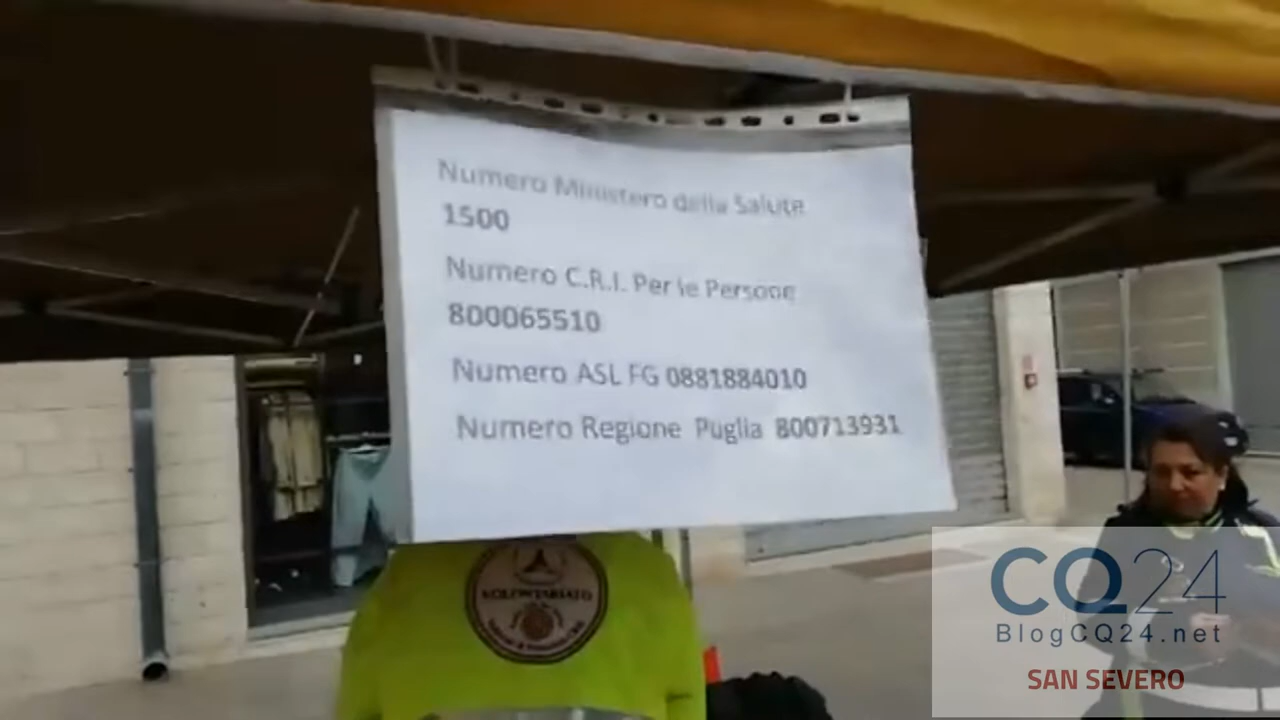 Numero Ministero della Salute
1500
Numero C.R.I. Per le Persone
800065510
Numero ASL FG 0881884010
Numero Regione Puglia 800713931
VOLONTARIATO
CQ24
BlogCQ24.net
SAN SEVERO